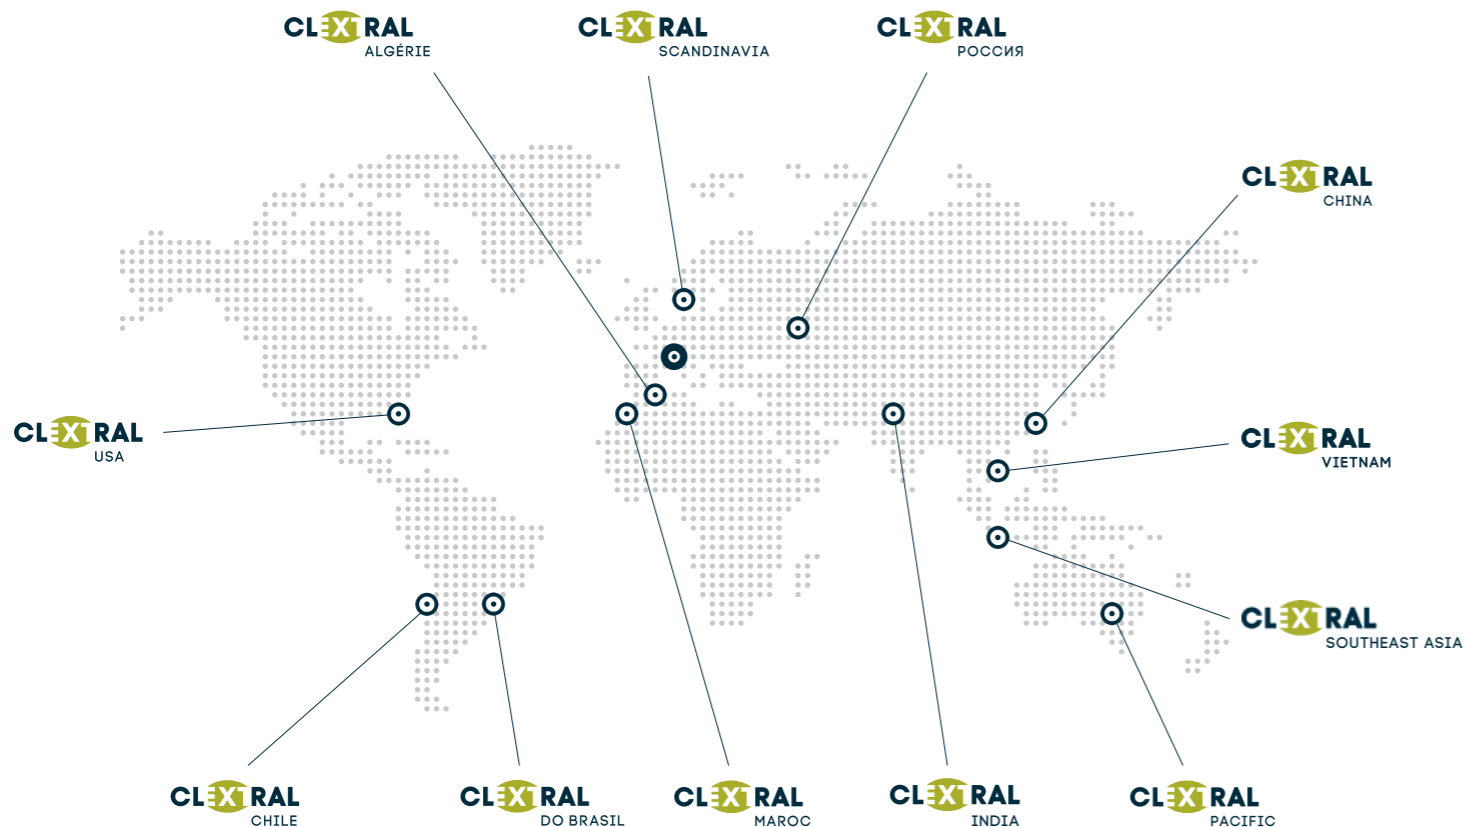 CLEXTRAL
ALGÉRIE
CLEXTRAL
SCANDINAVIA
CLEXTRAL
РОССИЯ
CLEXTRAL
CHINA
CLEXTRAL
USA
CLEXTRAL
VIETNAM
CLEXTRAL
SOUTHEAST ASIA
CLEXTRAL
CHILE
CLEXTRAL
DO BRASIL
CLEXTRAL
MAROC
CLEXTRAL
INDIA
CLEXTRAL
PACIFIC